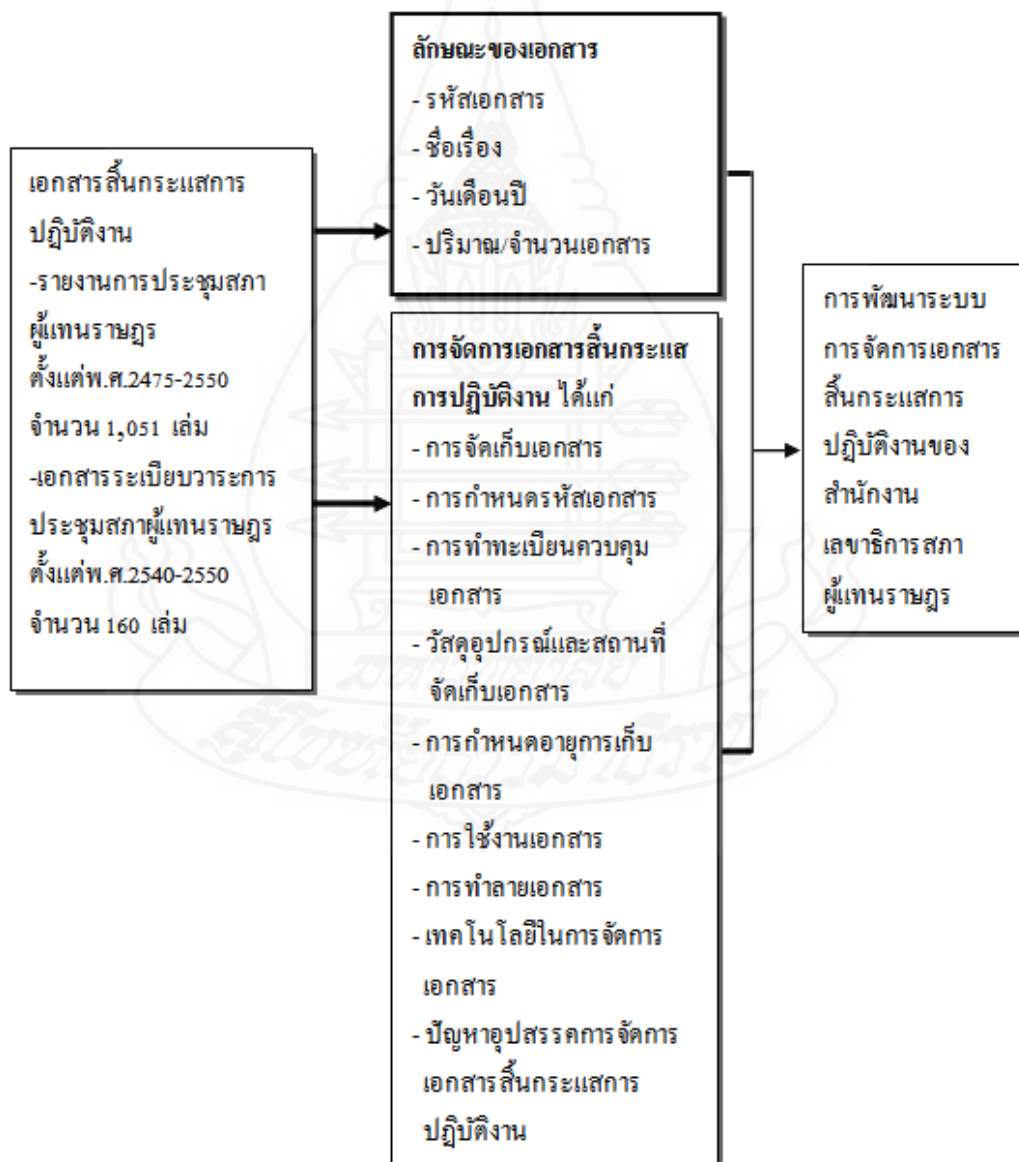 เอกสารสิ้นกระแสการ
ปฏิบัติงาน
-รายงานการประชุมสภา
ผู้แทนราษฎร
ตั้งแต่พ.ศ.2475-2550
จำนวน 1,051 เล่ม
-เอกสารระเบียบวาระการ
ประชุมสภาผู้แทนราษฎร
ตั้งแต่พ.ศ.2540-2550
จำนวน 160 เล่ม
ลักษณะของเอกสาร
- รหัสเอกสาร
- ชื่อเรื่อง
- วันเดือนปี
- ปริมาณ/จำนวนเอกสาร
การจัดการเอกสารสิ้นกระแส
การปฏิบัติงาน ได้แก่
- การจัดเก็บเอกสาร
- การกำหนดรหัสเอกสาร
- การทำทะเบียนควบคุม
เอกสาร
- วัสดุอุปกรณ์และสถานที่
จัดเก็บเอกสาร
- การกำหนดอายุการเก็บ
เอกสาร
- การใช้งานเอกสาร
- การทำลายเอกสาร
- เทคโนโลยีในการจัดการ
เอกสาร
- ปัญหาอุปสรรคการจัดการ
เอกสารสิ้นกระแสการ
ปฏิบัติงาน
การพัฒนาระบบ
การจัดการเอกสาร
สิ้นกระแสการ
ปฏิบัติงานของ
สำนักงาน
เลขาธิการสภา
ผู้แทนราษฎร